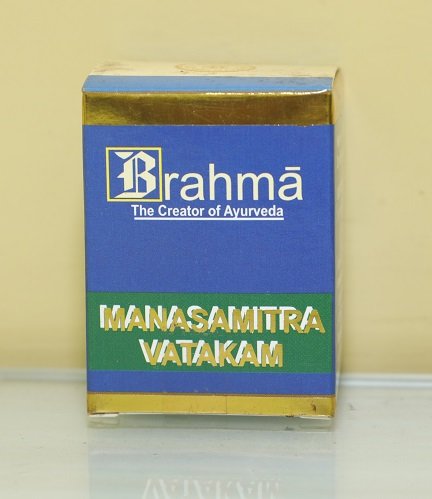 Brahmā
The Creator of Ayurveda
MANASAMITRA
VATAKAM